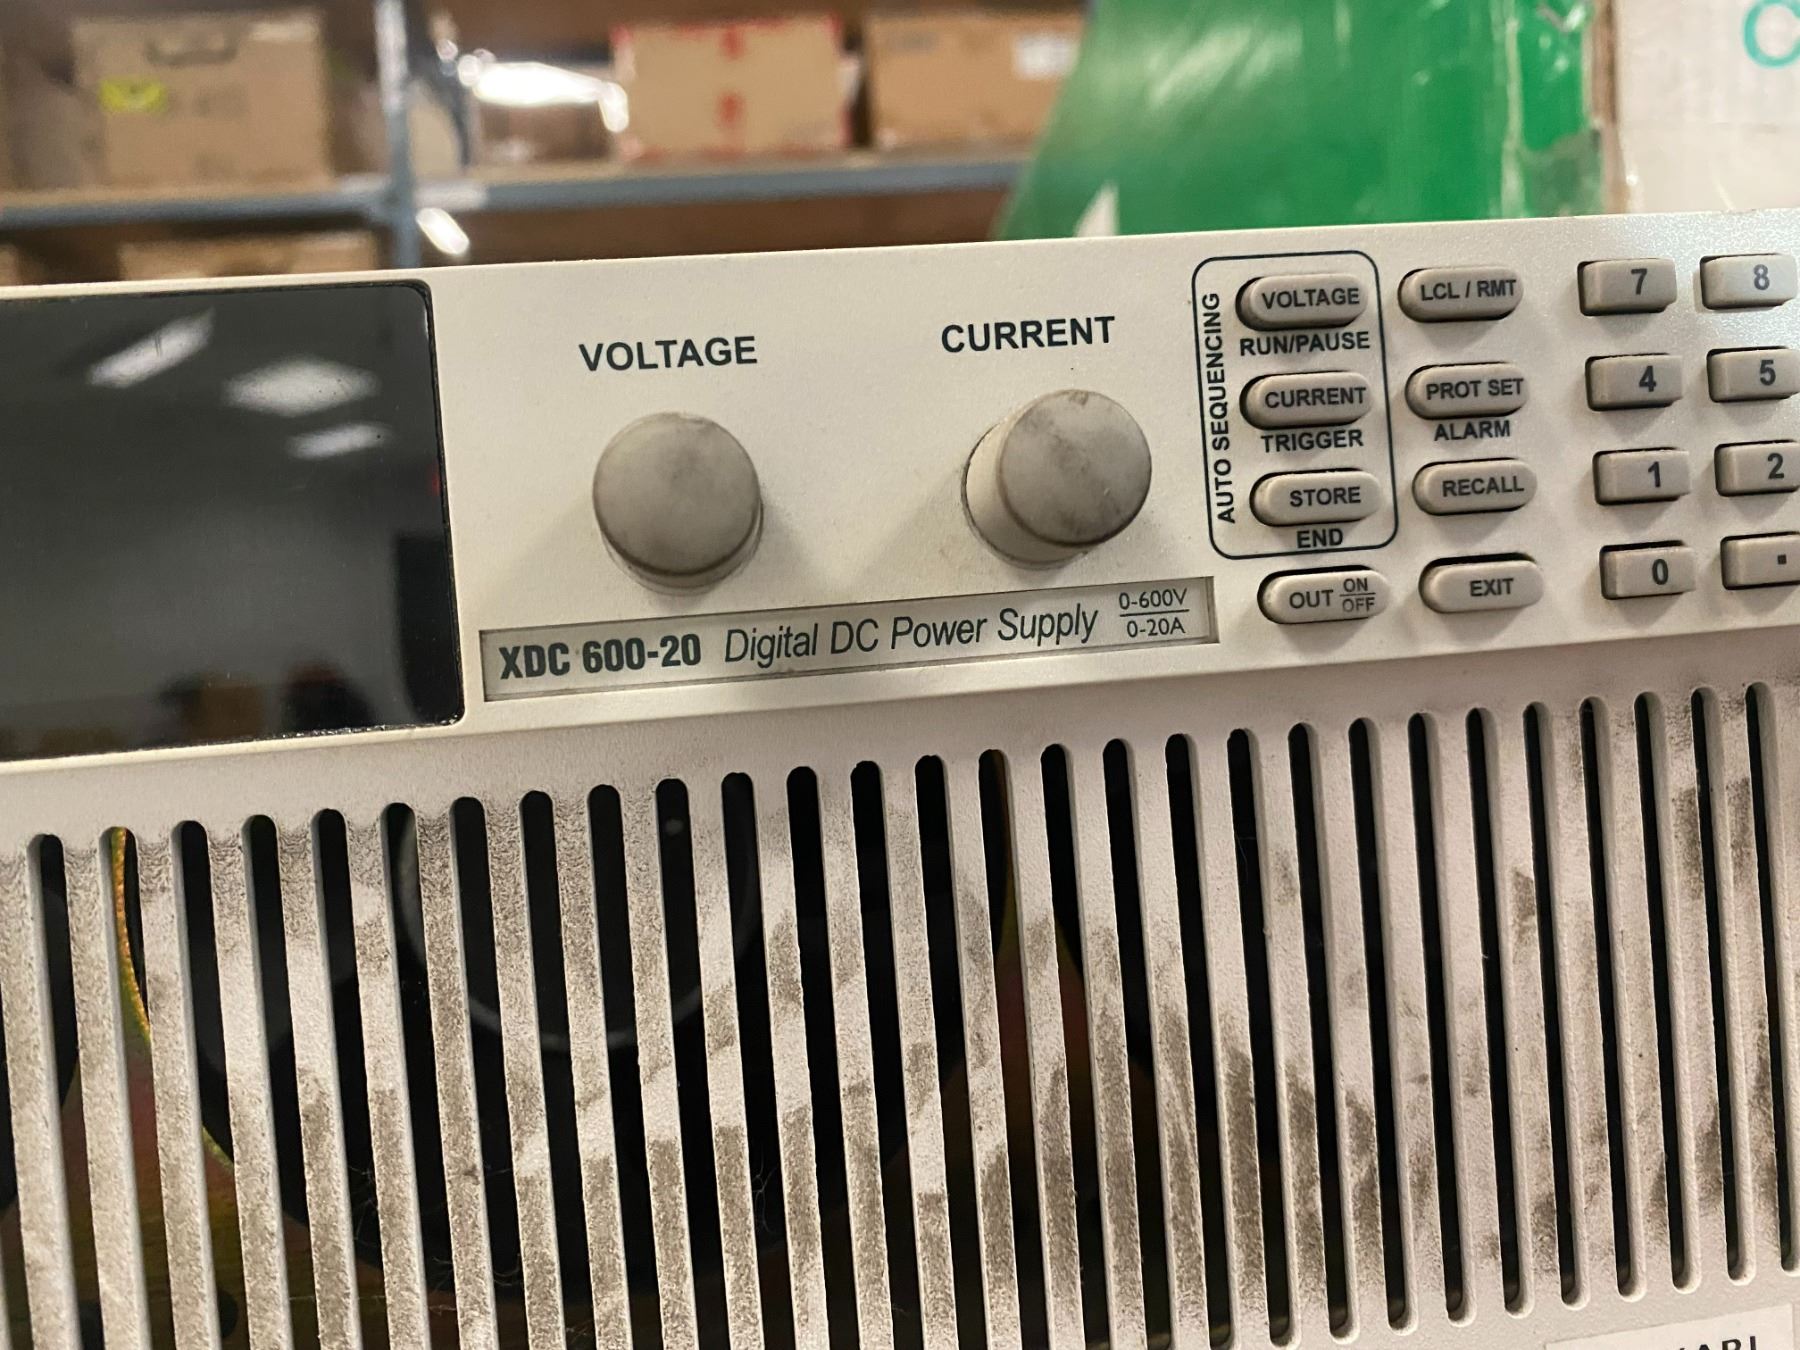 VOLTAGE
CURRENT
XDC 600-20 Digital DC Power Supply 0-600V
0-20A
AUTO SEQUENCING
VOLTAGE
RUN/PAUSE
CURRENT
TRIGGER
STORE
END
OUT ON
OFF
LCL / RMT
PROT SET
ALARM
RECALL
EXIT
7 8
4 5
1 2
0 .